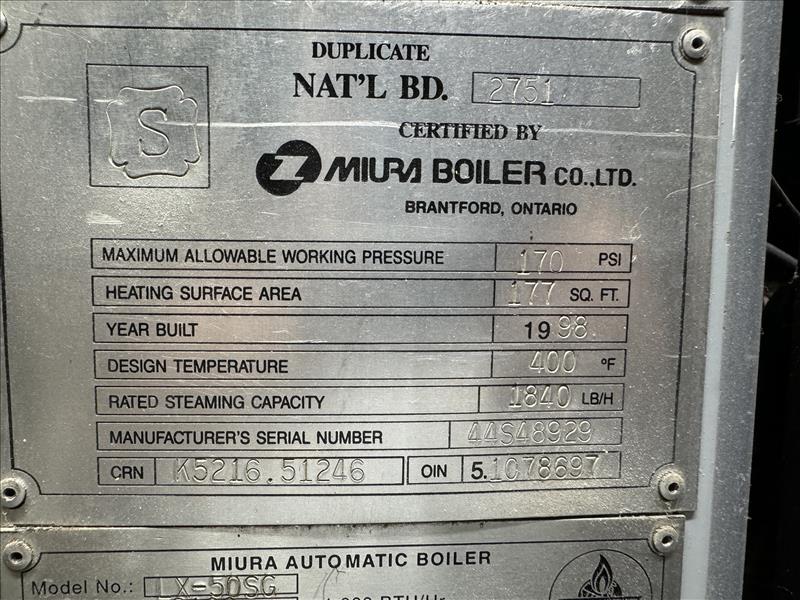 DUPLICATE
NAT'L BD. 2751
S
CERTIFIED BY
MIURA BOILER CO.,LTD.
BRANTFORD, ONTARIO
MAXIMUM ALLOWABLE WORKING PRESSURE 170 PSI
HEATING SURFACE AREA 177 SQ. FT.
YEAR BUILT 1998
DESIGN TEMPERATURE 400 °F
RATED STEAMING CAPACITY 1840 LB/H
MANUFACTURER'S SERIAL NUMBER 44S48929
CRN K5216.51246 OIN 5.1078697
MIURA AUTOMATIC BOILER
Model No.: LX-50SG
BTU/Hr